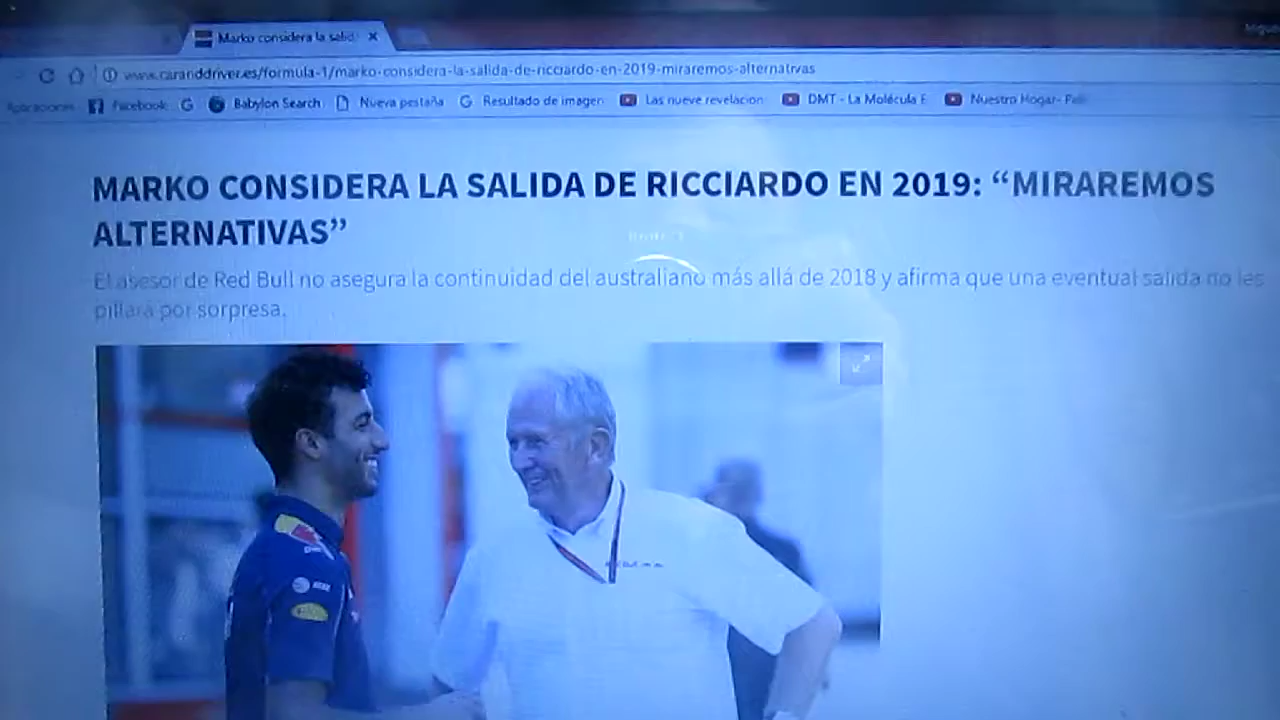 Marko considera la salid
www.caranddriver.es/formula-1/marko-considera-la-salida-de-ricciardo-en-2019-miraremos-alternativas
Aplicaciones Facebook Babylon Search Nueva pestaña Resultado de imagen Las nueve revelacion DMT - La Molécula E Nuestro Hogar- Peli
MARKO CONSIDERA LA SALIDA DE RICCIARDO EN 2019: “MIRAREMOS
ALTERNATIVAS”
El asesor de Red Bull no asegura la continuidad del australiano más allá de 2018 y afirma que una eventual salida no les
pillará por sorpresa.